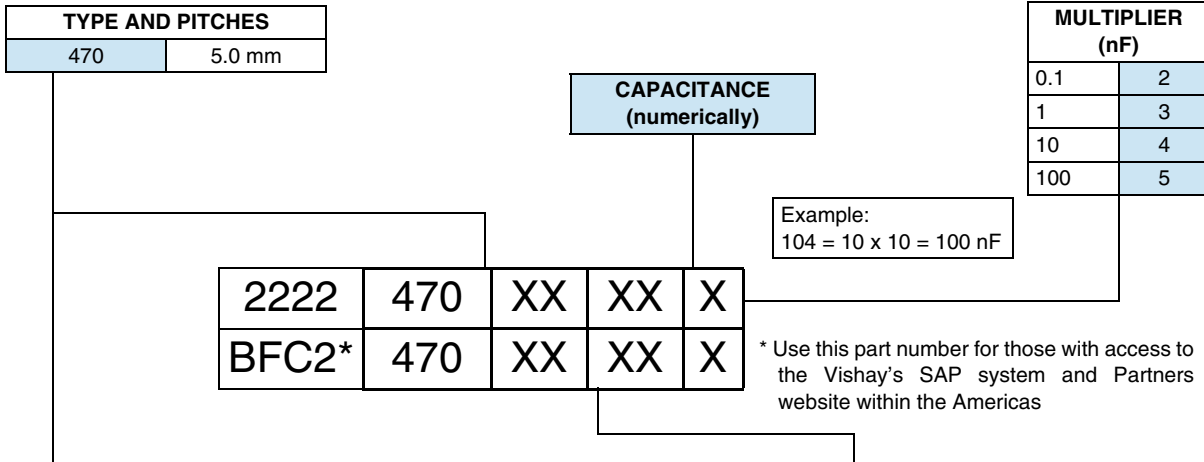 TYPE AND PITCHES
470 5.0 mm
MULTIPLIER
(nF)
0.1 2
1 3
10 4
100 5
CAPACITANCE
(numerically)
Example:
104 = 10 x 10 = 100 nF
2222 470 XX XX X
BFC2* 470 XX XX X
* Use this part number for those with access to
the Vishay's SAP system and Partners
website within the Americas